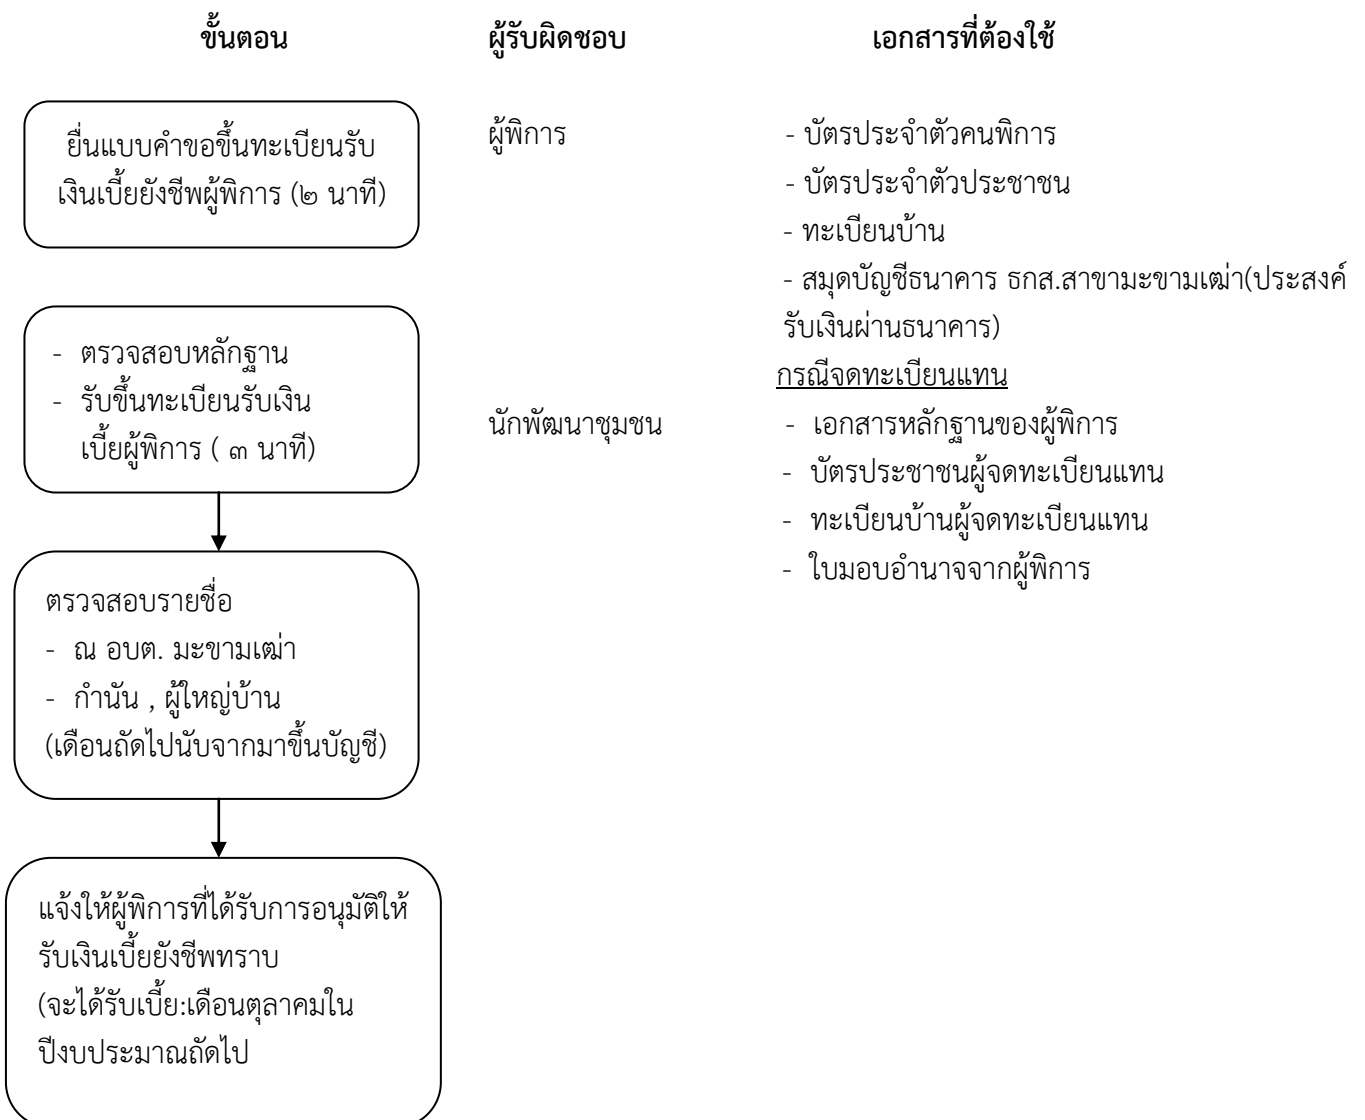 ขั้นตอน
ผู้รับผิดชอบ
เอกสารที่ต้องใช้
ยื่นแบบคำขอขึ้นทะเบียนรับ
เงินเบี้ยยังชีพผู้พิการ (๒ นาที)
ผู้พิการ
- บัตรประจำตัวคนพิการ
- บัตรประจำตัวประชาชน
- ทะเบียนบ้าน
- สมุดบัญชีธนาคาร ธกส.สาขามะขามเฒ่า(ประสงค์
รับเงินผ่านธนาคาร)
กรณีจดทะเบียนแทน
- เอกสารหลักฐานของผู้พิการ
- บัตรประชาชนผู้จดทะเบียนแทน
- ทะเบียนบ้านผู้จดทะเบียนแทน
- ใบมอบอำนาจจากผู้พิการ
- ตรวจสอบหลักฐาน
- รับขึ้นทะเบียนรับเงิน
เบี้ยผู้พิการ ( ๓ นาที)
นักพัฒนาชุมชน
ตรวจสอบรายชื่อ
- ณ อบต. มะขามเฒ่า
- กำนัน , ผู้ใหญ่บ้าน
(เดือนถัดไปนับจากมาขึ้นบัญชี)
แจ้งให้ผู้พิการที่ได้รับการอนุมัติให้
รับเงินเบี้ยยังชีพทราบ
(จะได้รับเบี้ย:เดือนตุลาคมใน
ปีงบประมาณถัดไป